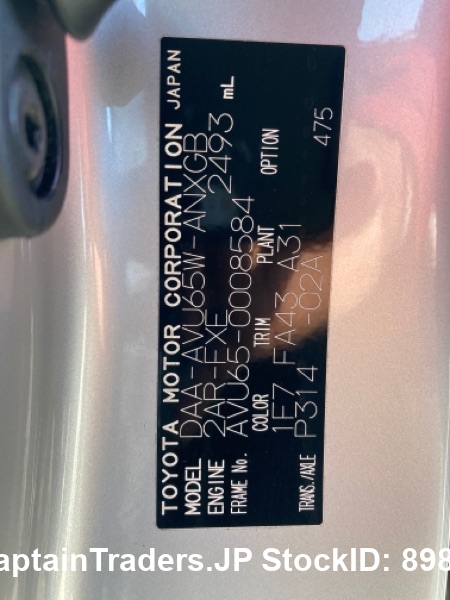 TOYOTA MOTOR CORPORATION JAPAN
MODEL DAA-AVU65W-ANXGB
ENGINE 2AR-FXE 2493 mL
FRAME No. AVU65-0008584
COLOR TRIM PLANT OPTION
1E7 FA43 A31
TRANS./AXLE P314 -02A 475
aptainTraders.JP StockID: 898